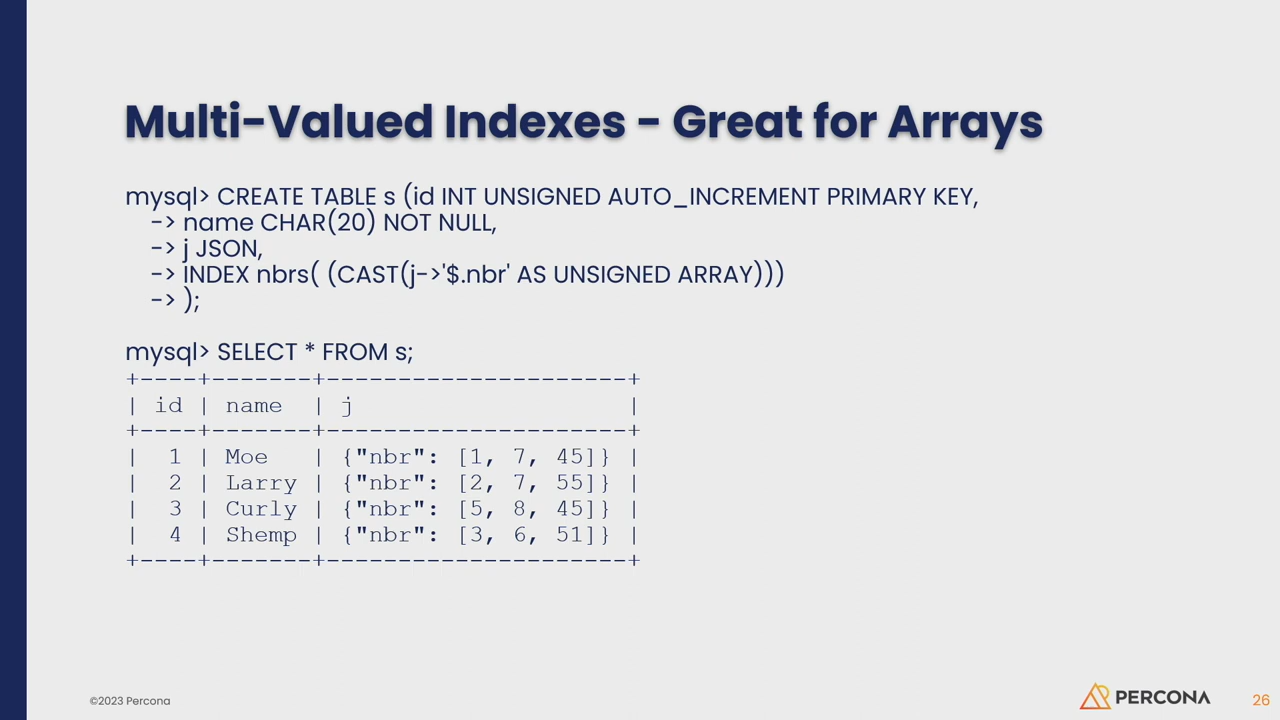 Multi-Valued Indexes - Great for Arrays
mysql> CREATE TABLE s (id INT UNSIGNED AUTO_INCREMENT PRIMARY KEY,
    -> name CHAR(20) NOT NULL,
    -> j JSON,
    -> INDEX nbrs( (CAST(j->'$.nbr' AS UNSIGNED ARRAY)))
    -> );
mysql> SELECT * FROM s;
+----+-------+---------------------+
| id | name  | j                   |
+----+-------+---------------------+
|  1 | Moe   | {"nbr": [1, 7, 45]} |
|  2 | Larry | {"nbr": [2, 7, 55]} |
|  3 | Curly | {"nbr": [5, 8, 45]} |
|  4 | Shemp | {"nbr": [3, 6, 51]} |
+----+-------+---------------------+
©2023 Percona
PERCONA
26